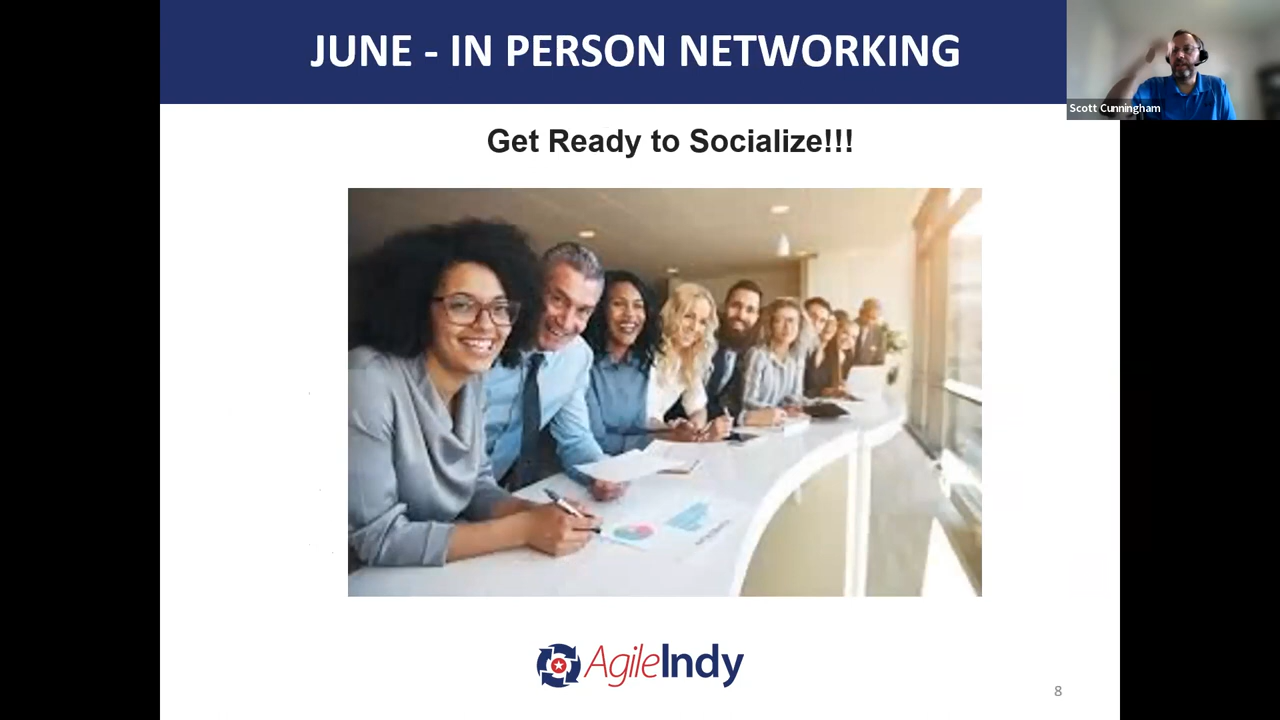 JUNE - IN PERSON NETWORKING
Scott Cunningham
Get Ready to Socialize!!!
AgileIndy
8